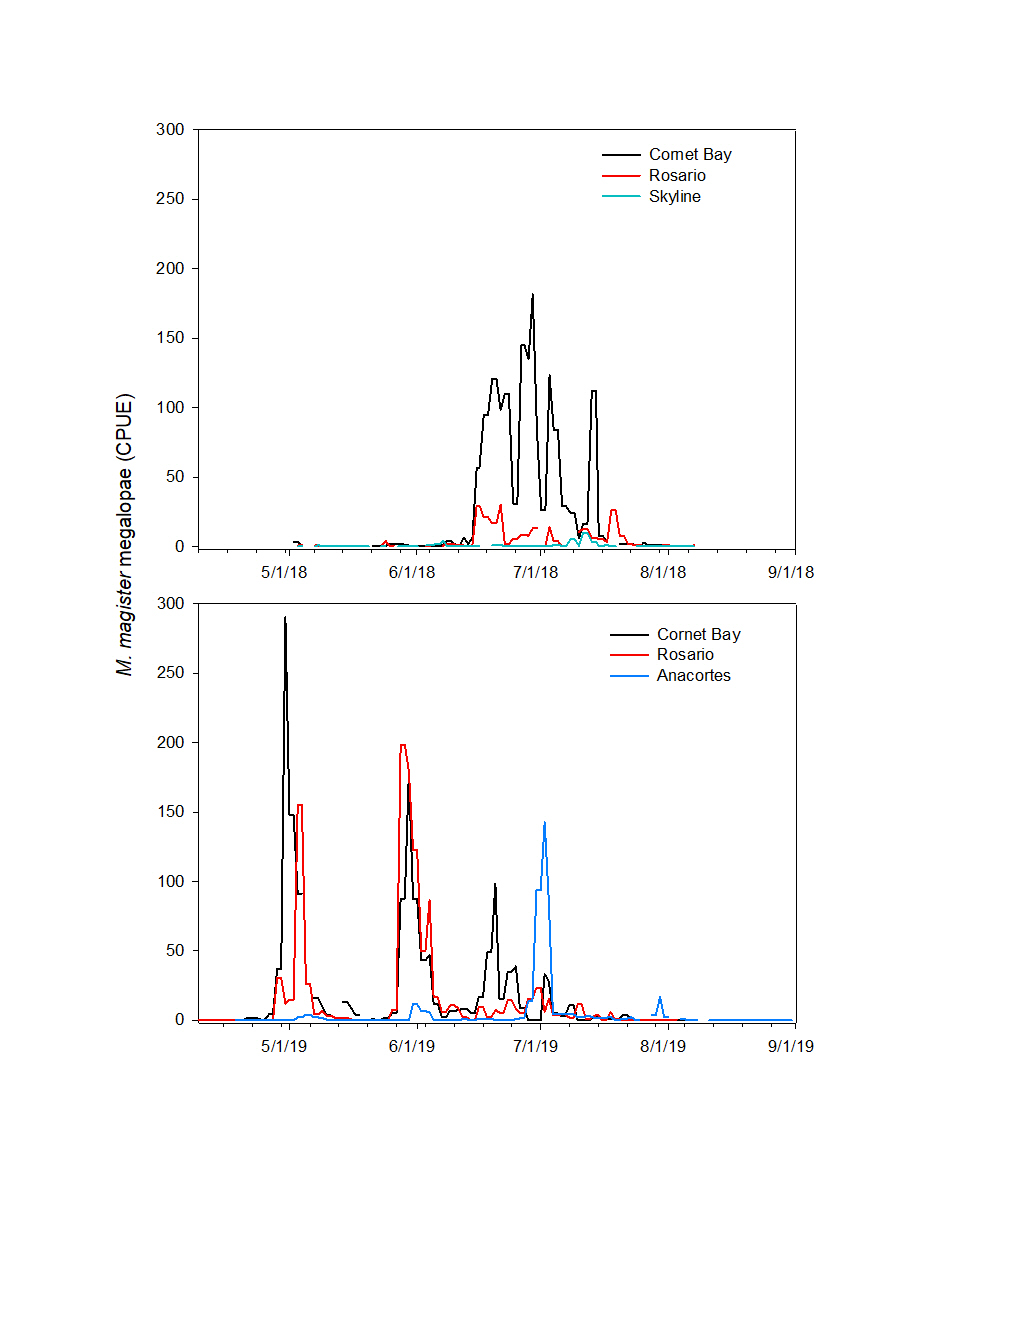 M. magister megalopae (CPUE)
300
250
200
150
100
50
0
Cornet Bay
Rosario
Skyline
5/1/18 6/1/18 7/1/18 8/1/18 9/1/18
300
250
200
150
100
50
0
Cornet Bay
Rosario
Anacortes
5/1/19 6/1/19 7/1/19 8/1/19 9/1/19